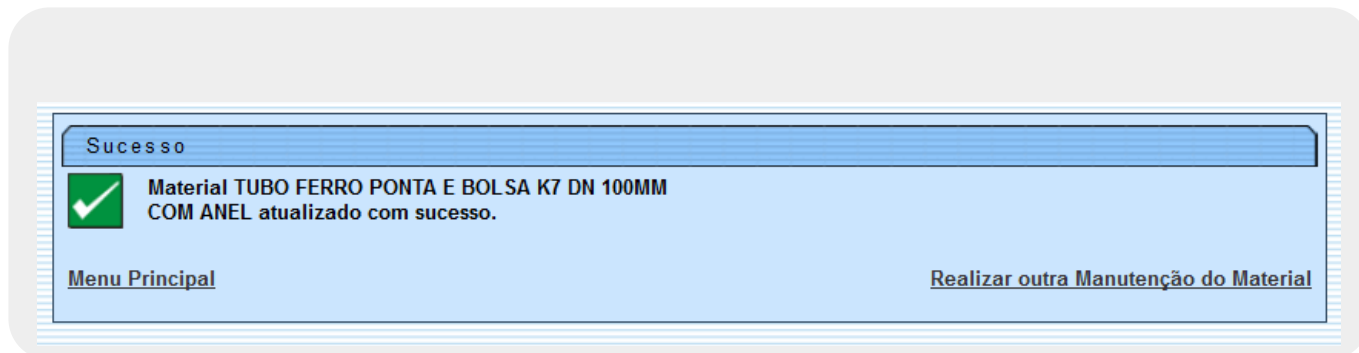 Sucesso
Material TUBO FERRO PONTA E BOLSA K7 DN 100MM
COM ANEL atualizado com sucesso.
Menu Principal
Realizar outra Manutenção do Material